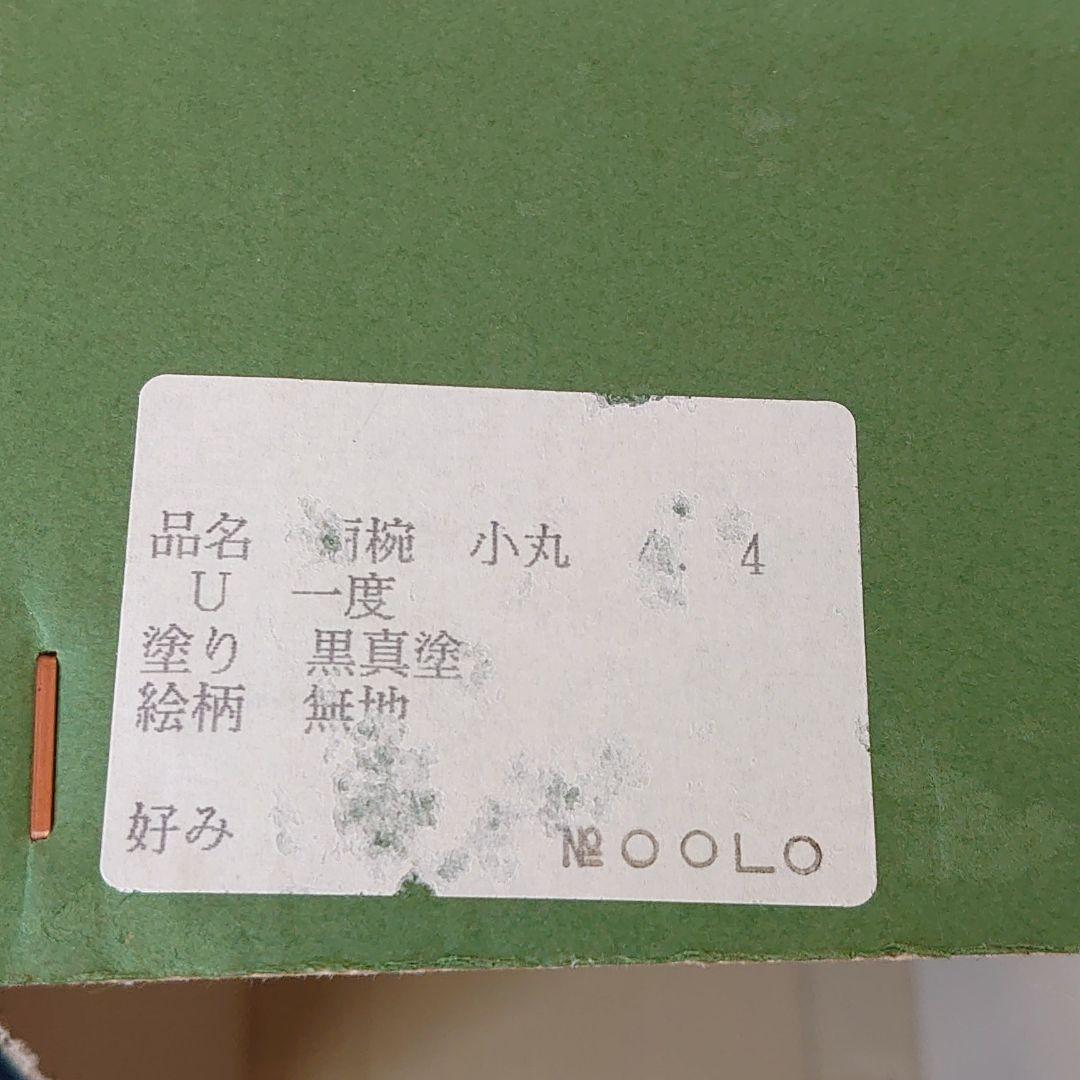 品名 椀 小丸 4. 4
U 一度
塗り 黒真塗
絵柄 無地
好み
№OOLO